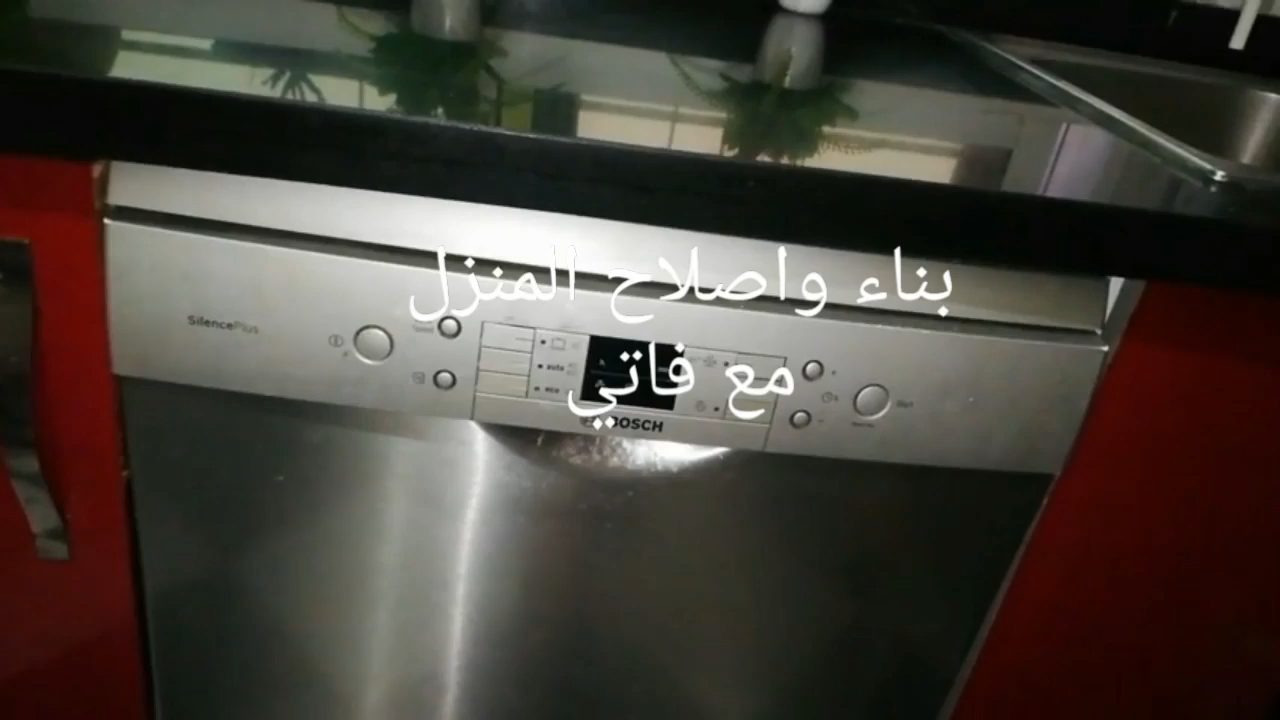 بناء واصلاح المنزل
مع فاتي
SilencePlus
auto
eco
BOSCH